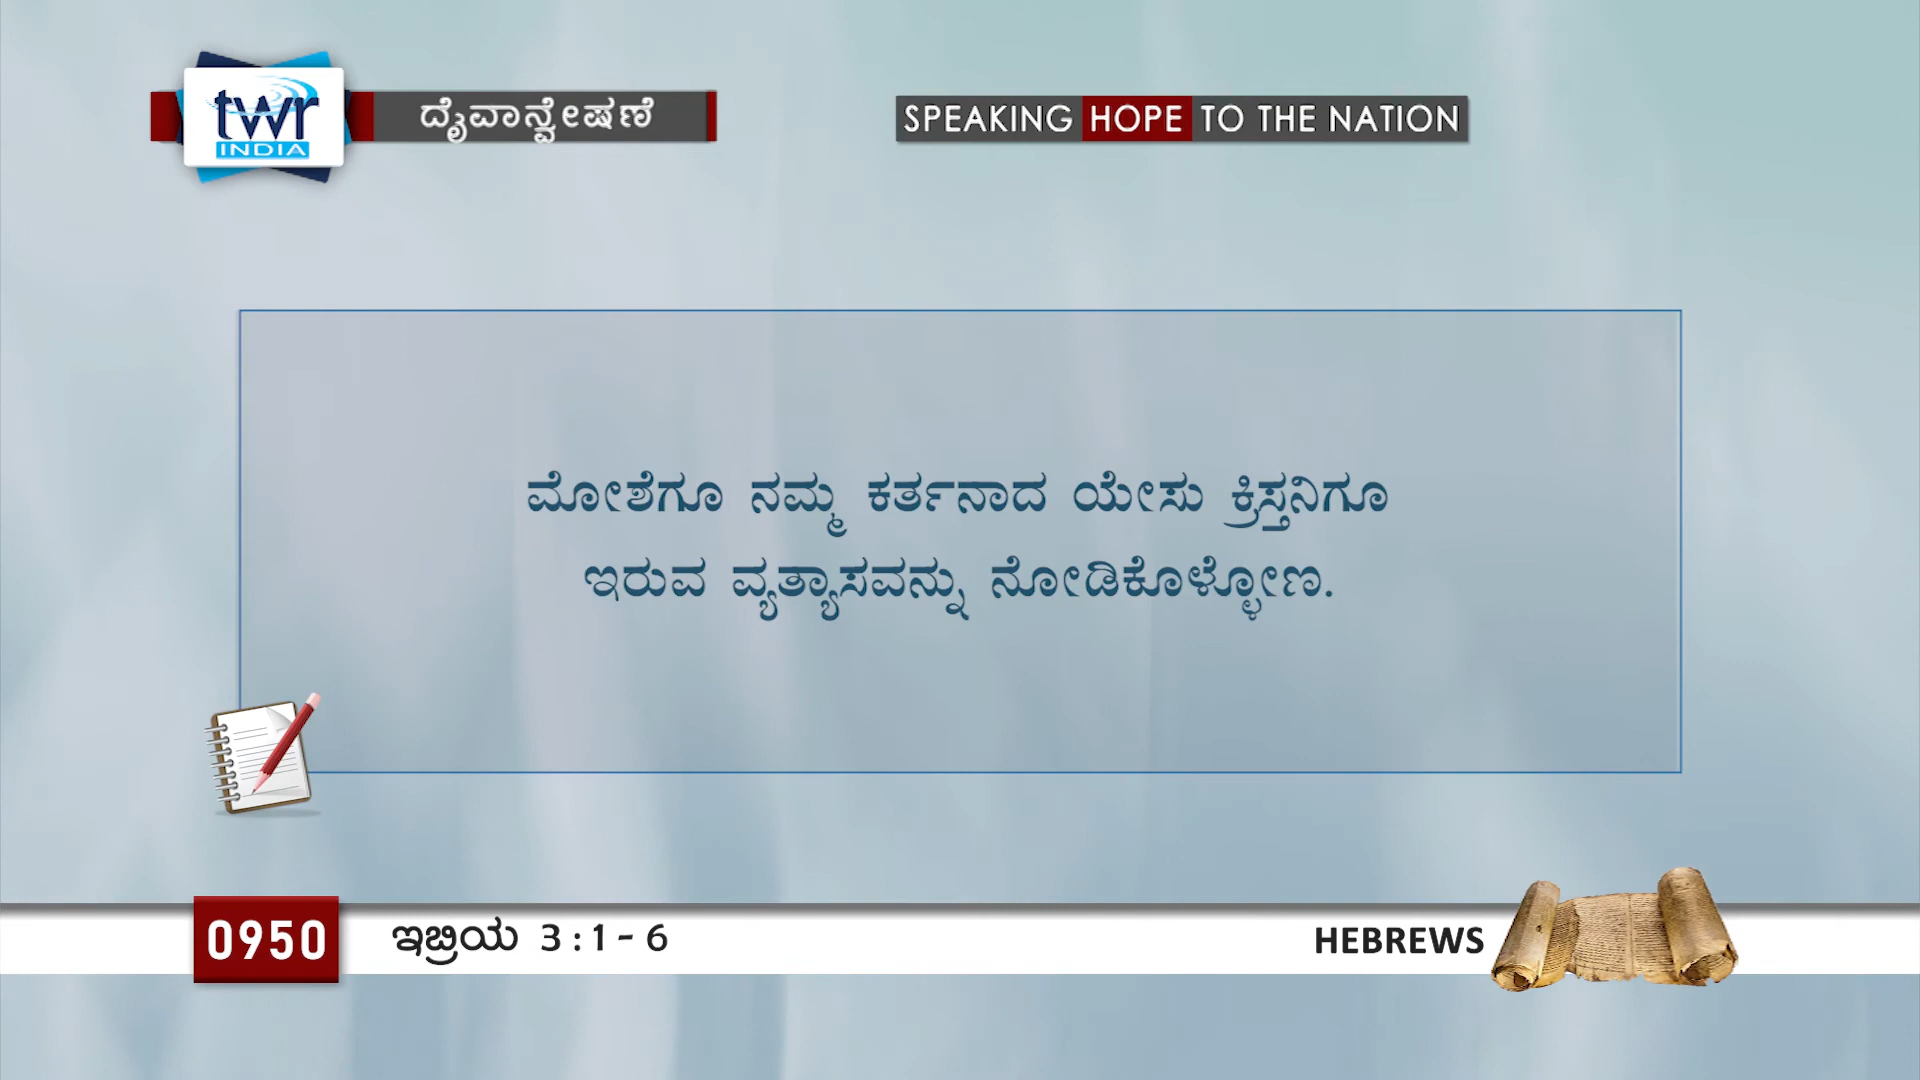 twr
INDIA
ದೈವಾನ್ವೇಷಣೆ
SPEAKING HOPE TO THE NATION
ಮೋಶೆಗೂ ನಮ್ಮ ಕರ್ತನಾದ ಯೇಸು ಕ್ರಿಸ್ತನಿಗೂ
ಇರುವ ವ್ಯತ್ಯಾಸವನ್ನು ನೋಡಿಕೊಳ್ಳೋಣ.
0950
ಇಬ್ರಿಯ 3:1-6
HEBREWS